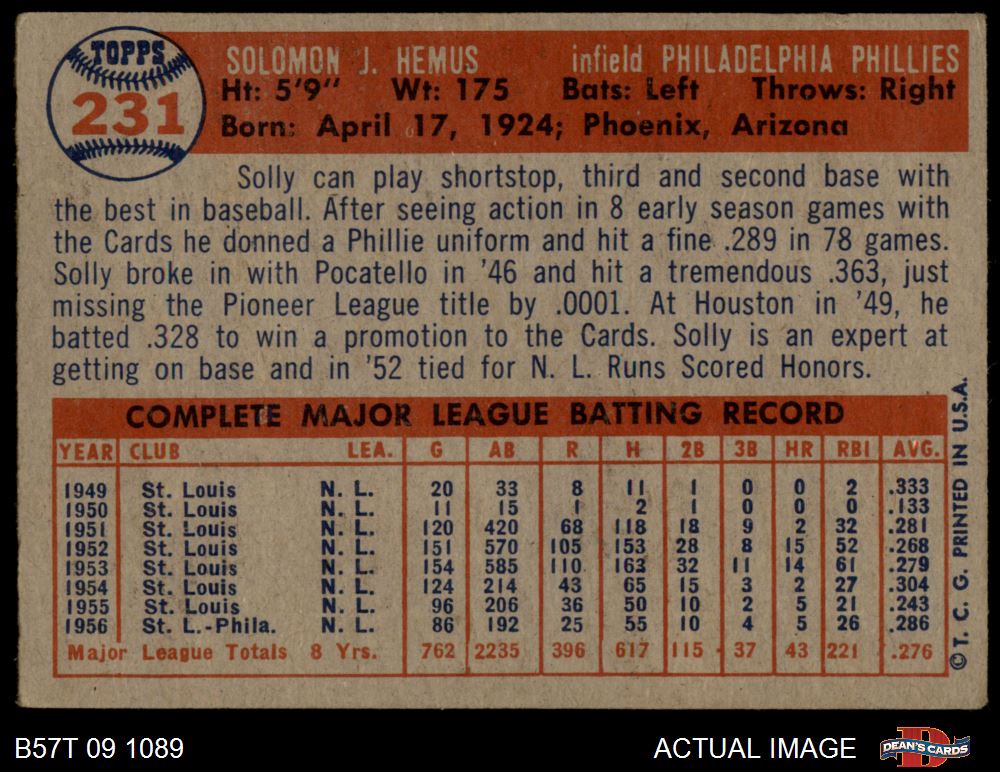 TOPPS
231
SOLOMON J. HEMUS infield PHILADELPHIA PHILLIES
Ht: 5'9" Wt: 175 Bats: Left Throws: Right
Born: April 17, 1924; Phoenix, Arizona
Solly can play shortstop, third and second base with
the best in baseball. After seeing action in 8 early season games with
the Cards he donned a Phillie uniform and hit a fine .289 in 78 games.
Solly broke in with Pocatello in '46 and hit a tremendous .363, just
missing the Pioneer League title by .0001. At Houston in '49, he
batted .328 to win a promotion to the Cards. Solly is an expert at
getting on base and in '52 tied for N. L. Runs Scored Honors.
COMPLETE MAJOR LEAGUE BATTING RECORD
YEAR CLUB LEA. G AB R H 2B 3B HR RBI AVG.
1949 St. Louis N. L. 20 33 8 11 1 0 0 2 .333
1950 St. Louis N. L. 11 15 1 2 1 0 0 0 .133
1951 St. Louis N. L. 120 420 68 118 18 9 2 32 .281
1952 St. Louis N. L. 151 570 105 153 28 8 15 52 .268
1953 St. Louis N. L. 154 585 110 163 32 11 14 61 .279
1954 St. Louis N. L. 124 214 43 65 15 3 2 27 .304
1955 St. Louis N. L. 96 206 36 50 10 2 5 21 .243
1956 St. L.-Phila. N. L. 86 192 25 55 10 4 5 26 .286
Major League Totals 8 Yrs. 762 2235 396 617 115 37 43 221 .276
© T. C. G. PRINTED IN U.S.A.
B57T 09 1089
ACTUAL IMAGE
DEAN'S CARDS